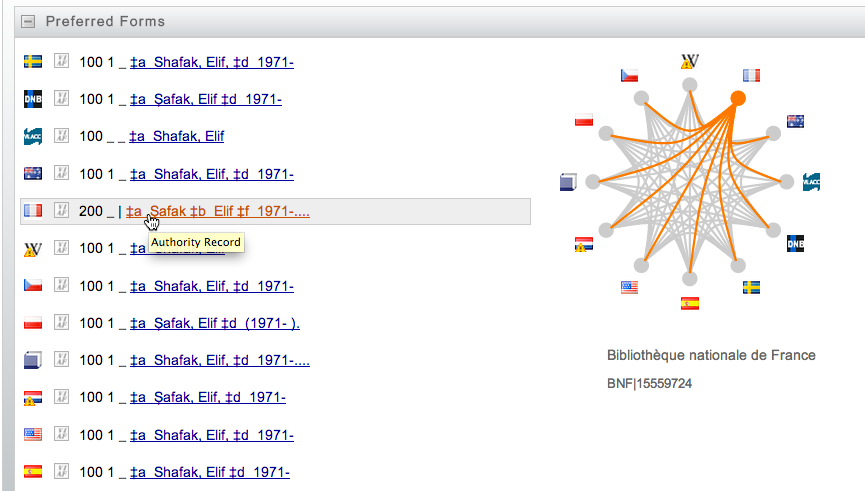 Preferred Forms
100 1 _ ‡a Shafak, Elif, ‡d 1971-
DNB 100 1 _ ‡a Şafak, Elif ‡d 1971-
VLACC 100 _ _ ‡a Shafak, Elif
100 1 _ ‡a Shafak, Elif, ‡d 1971-
200 _ | ‡a Şafak ‡b Elif ‡f 1971-....
Authority Record
W 100 1 _ ‡a
100 1 _ ‡a Shafak, Elif, ‡d 1971-
100 1 _ ‡a Şafak, Elif ‡d (1971- ).
100 1 _ ‡a Shafak, Elif, ‡d 1971-....
100 1 _ ‡a Şafak, Elif, ‡d 1971-
100 1 _ ‡a Shafak, Elif, ‡d 1971-
100 1 _ ‡a Shafak, Elif ‡d 1971-
W
VLACC
DNB
Bibliothèque nationale de France
BNF|15559724